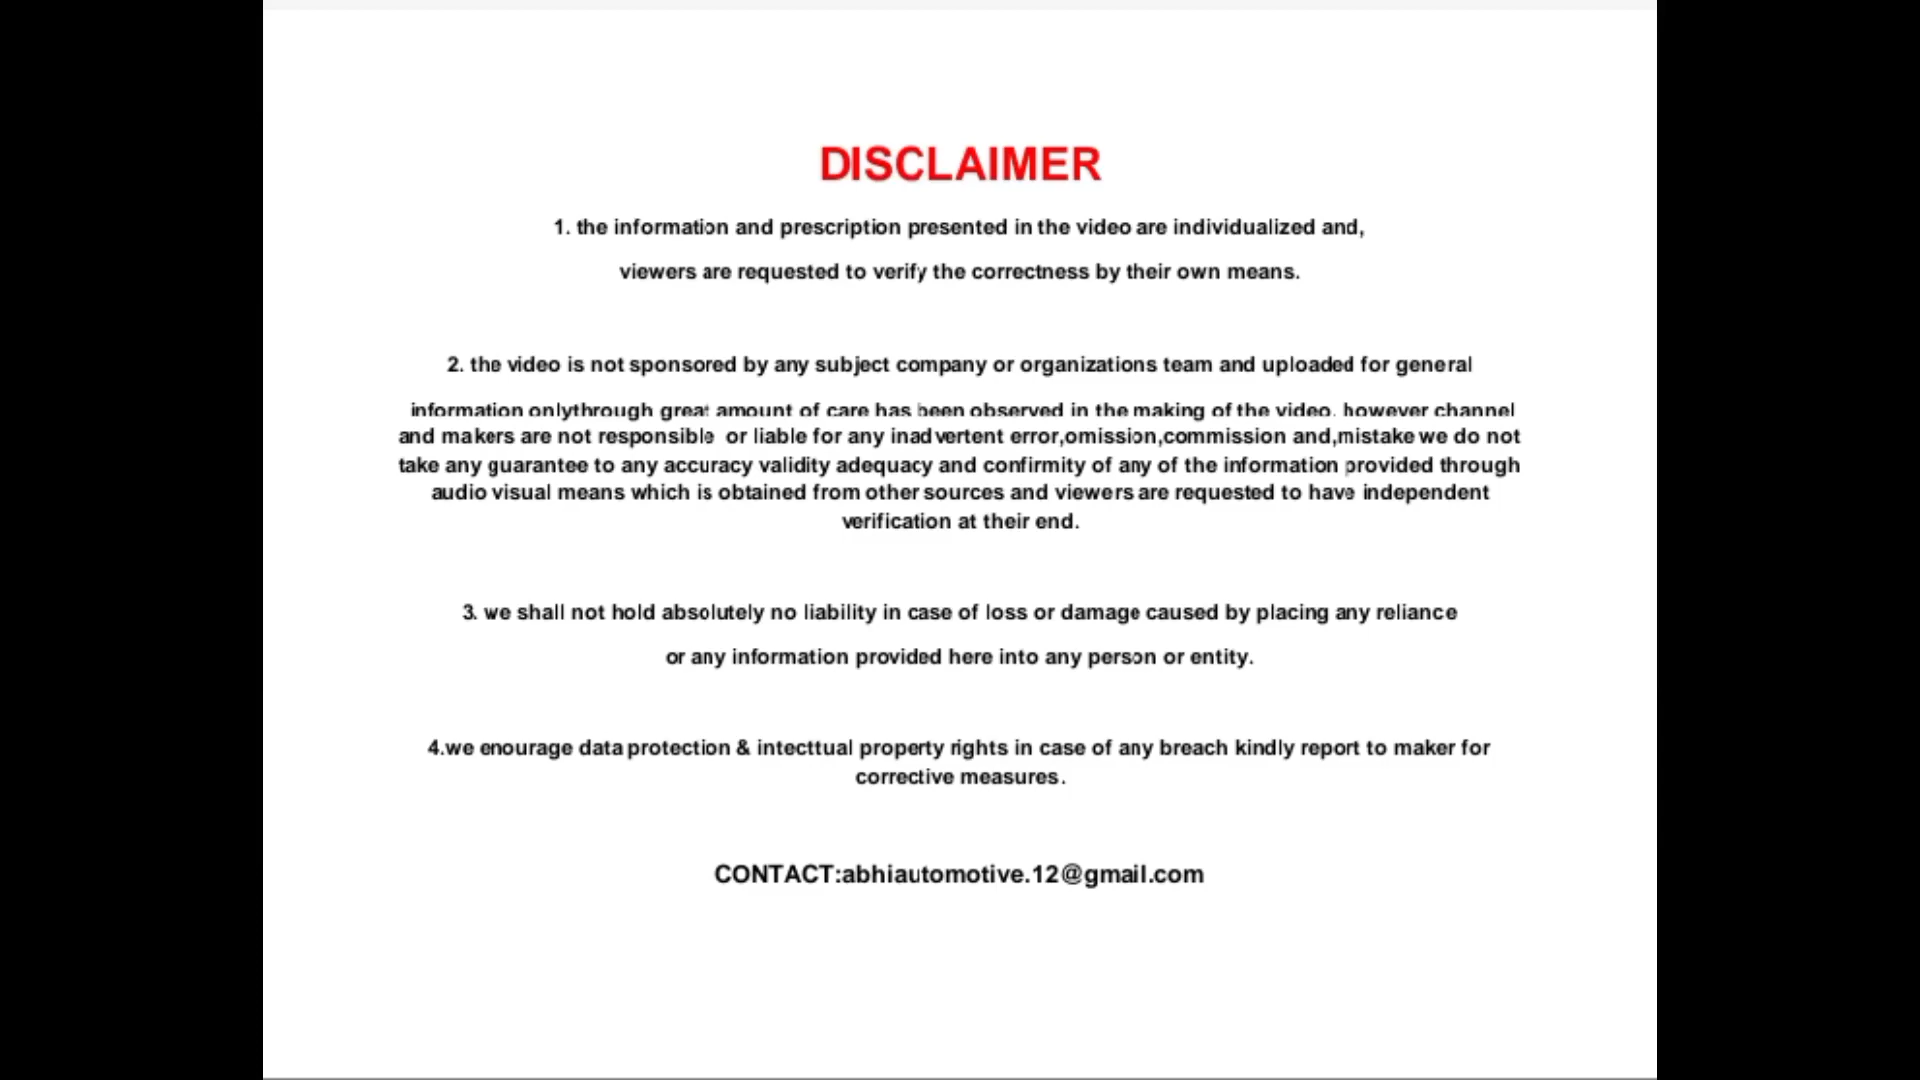 DISCLAIMER
1. the information and prescription presented in the video are individualized and,
viewers are requested to verify the correctness by their own means.
2. the video is not sponsored by any subject company or organizations team and uploaded for general
information onlythrough great amount of care has been observed in the making of the video. however channel
and makers are not responsible or liable for any inadvertent error,omission,commission and,mistake we do not
take any guarantee to any accuracy validity adequacy and confirmity of any of the information provided through
audio visual means which is obtained from other sources and viewers are requested to have independent
verification at their end.
3. we shall not hold absolutely no liability in case of loss or damage caused by placing any reliance
or any information provided here into any person or entity.
4.we enourage data protection & intecttual property rights in case of any breach kindly report to maker for
corrective measures.
CONTACT:abhiautomotive.12@gmail.com